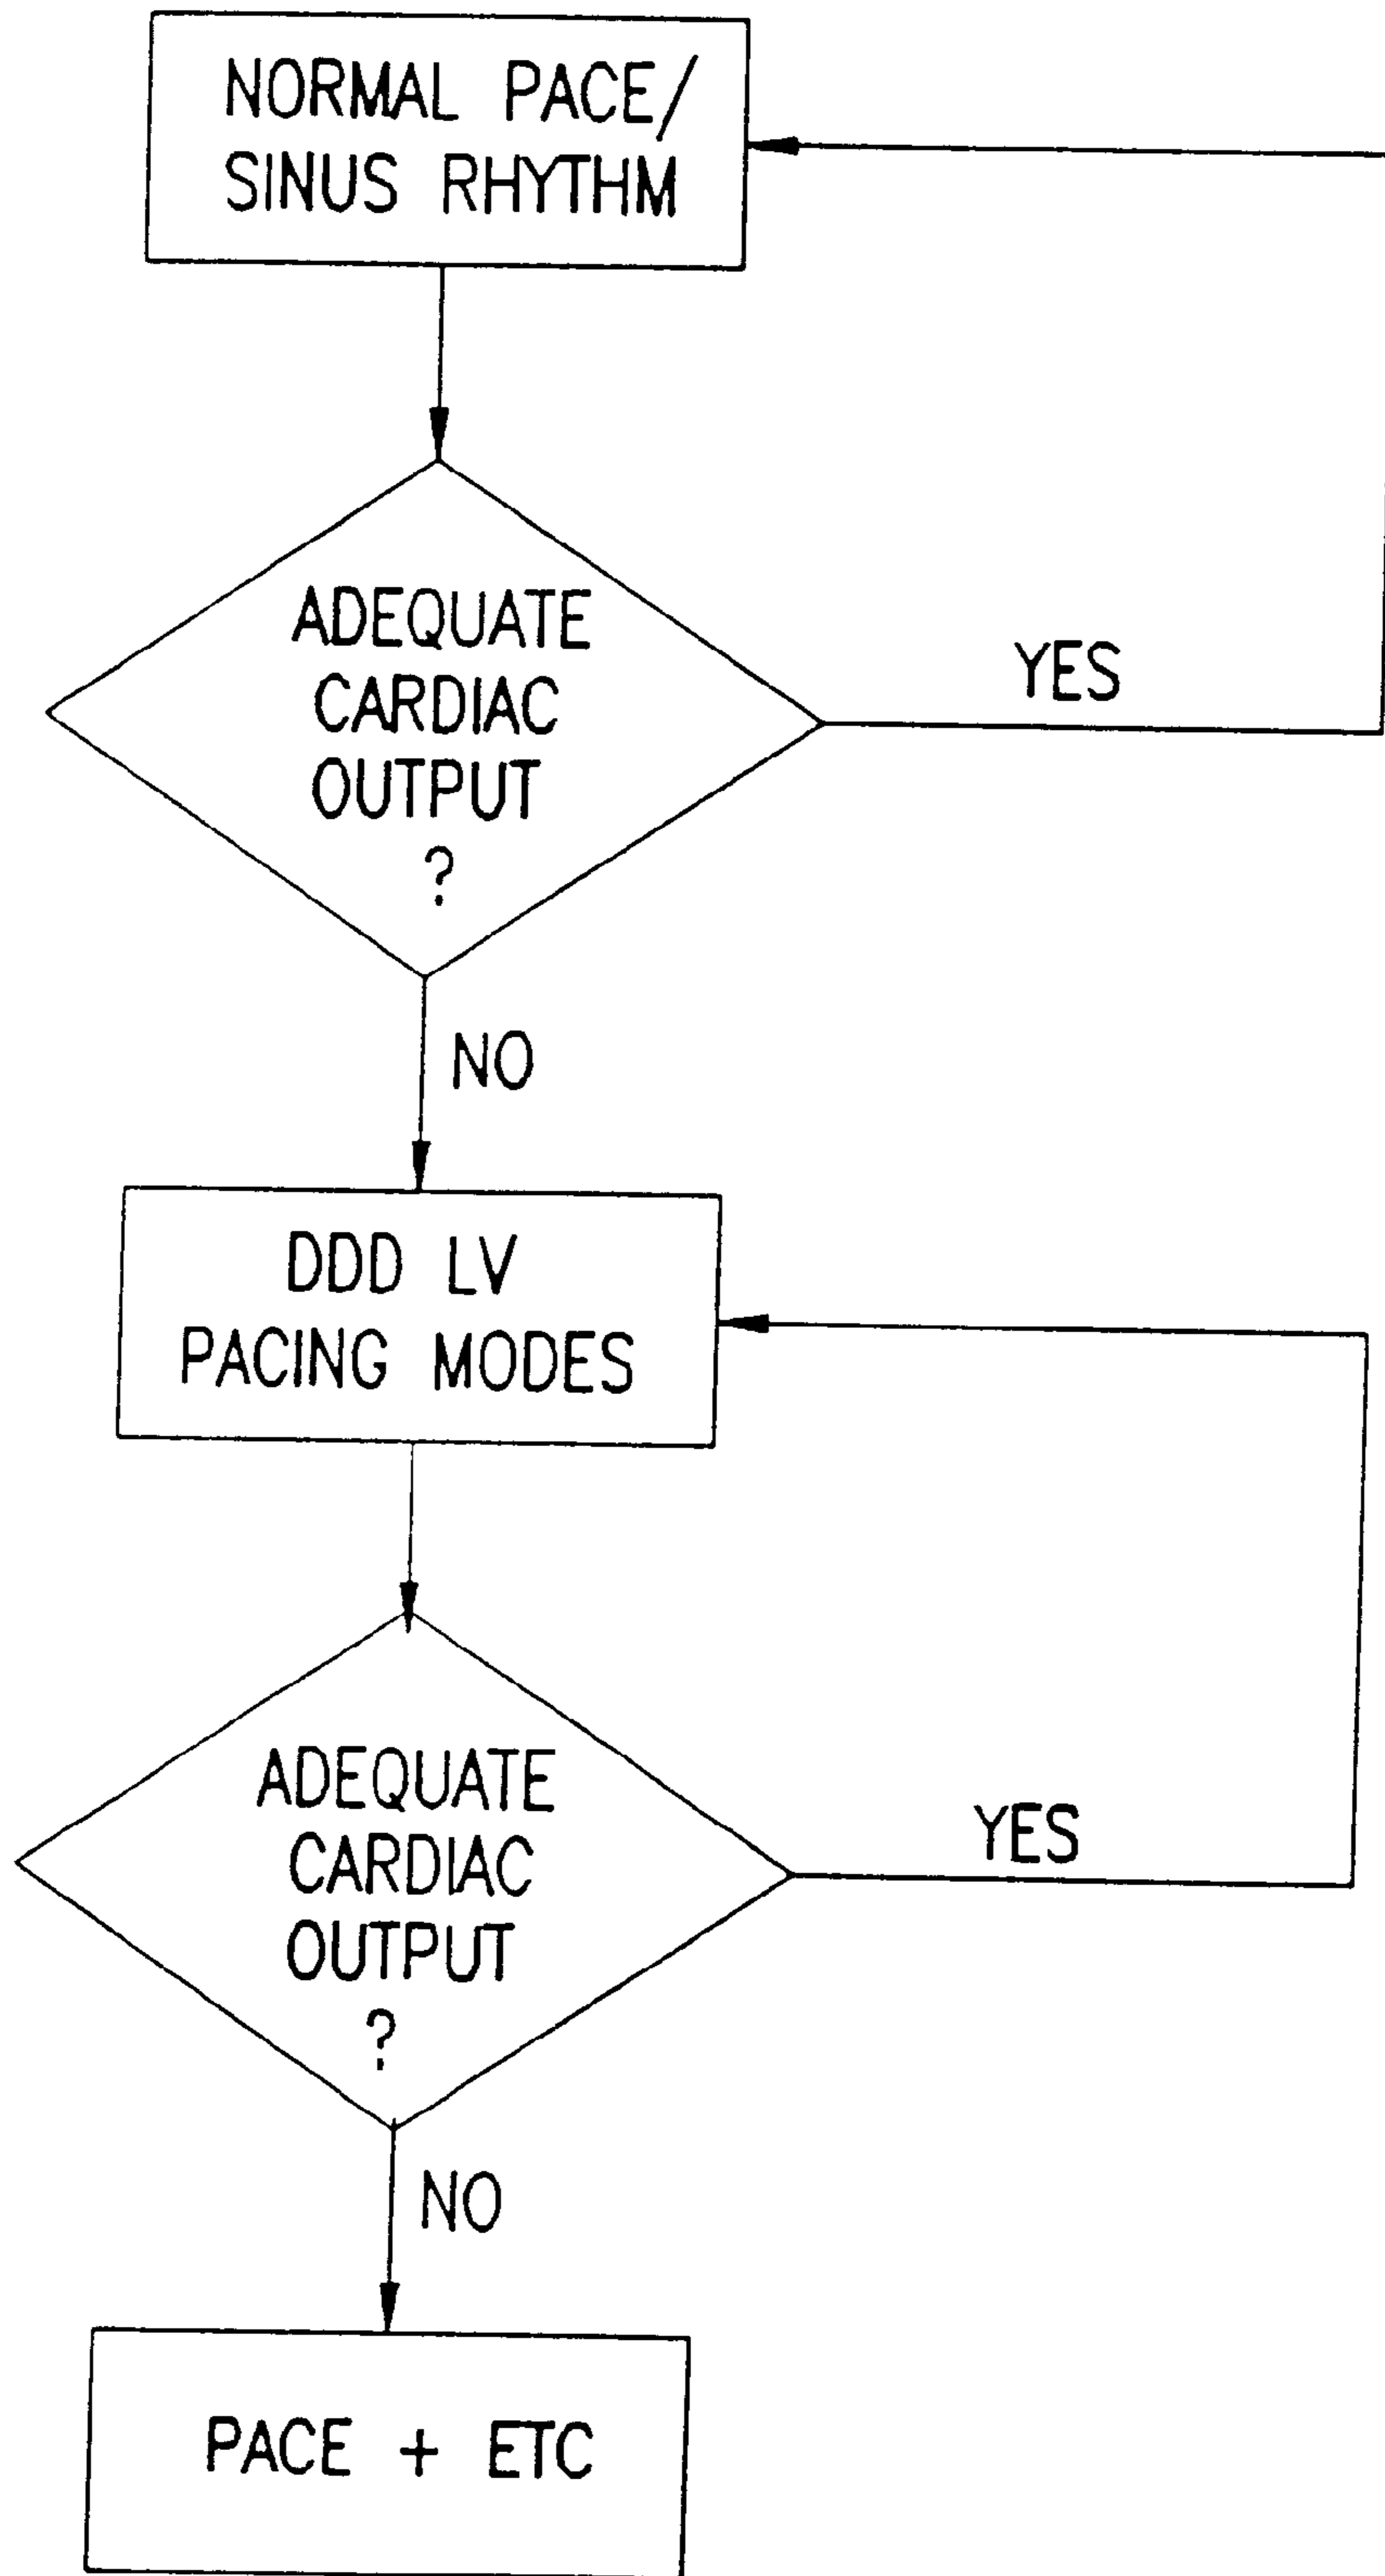 NORMAL PACE/
SINUS RHYTHM
ADEQUATE
CARDIAC
OUTPUT
?
YES
NO
DDD LV
PACING MODES
ADEQUATE
CARDIAC
OUTPUT
?
YES
NO
PACE + ETC